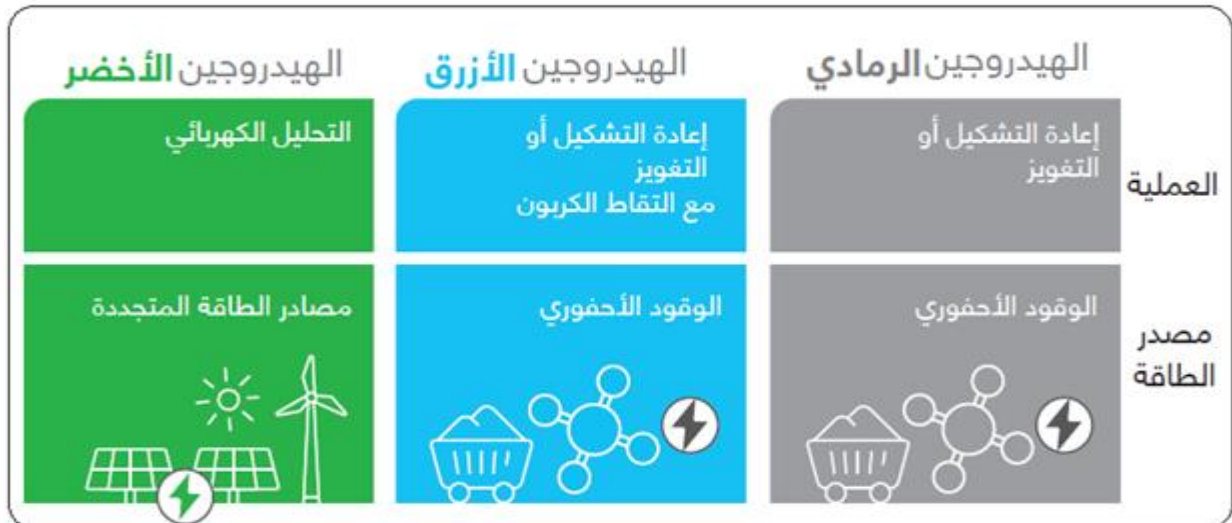 الهيدروجين الرمادي
الهيدروجين الأزرق
الهيدروجين الأخضر
العملية
إعادة التشكيل أو
التغويز
إعادة التشكيل أو
التغويز
مع التقاط الكربون
التحليل الكهربائي
مصدر
الطاقة
الوقود الأحفوري
الوقود الأحفوري
مصادر الطاقة المتجددة